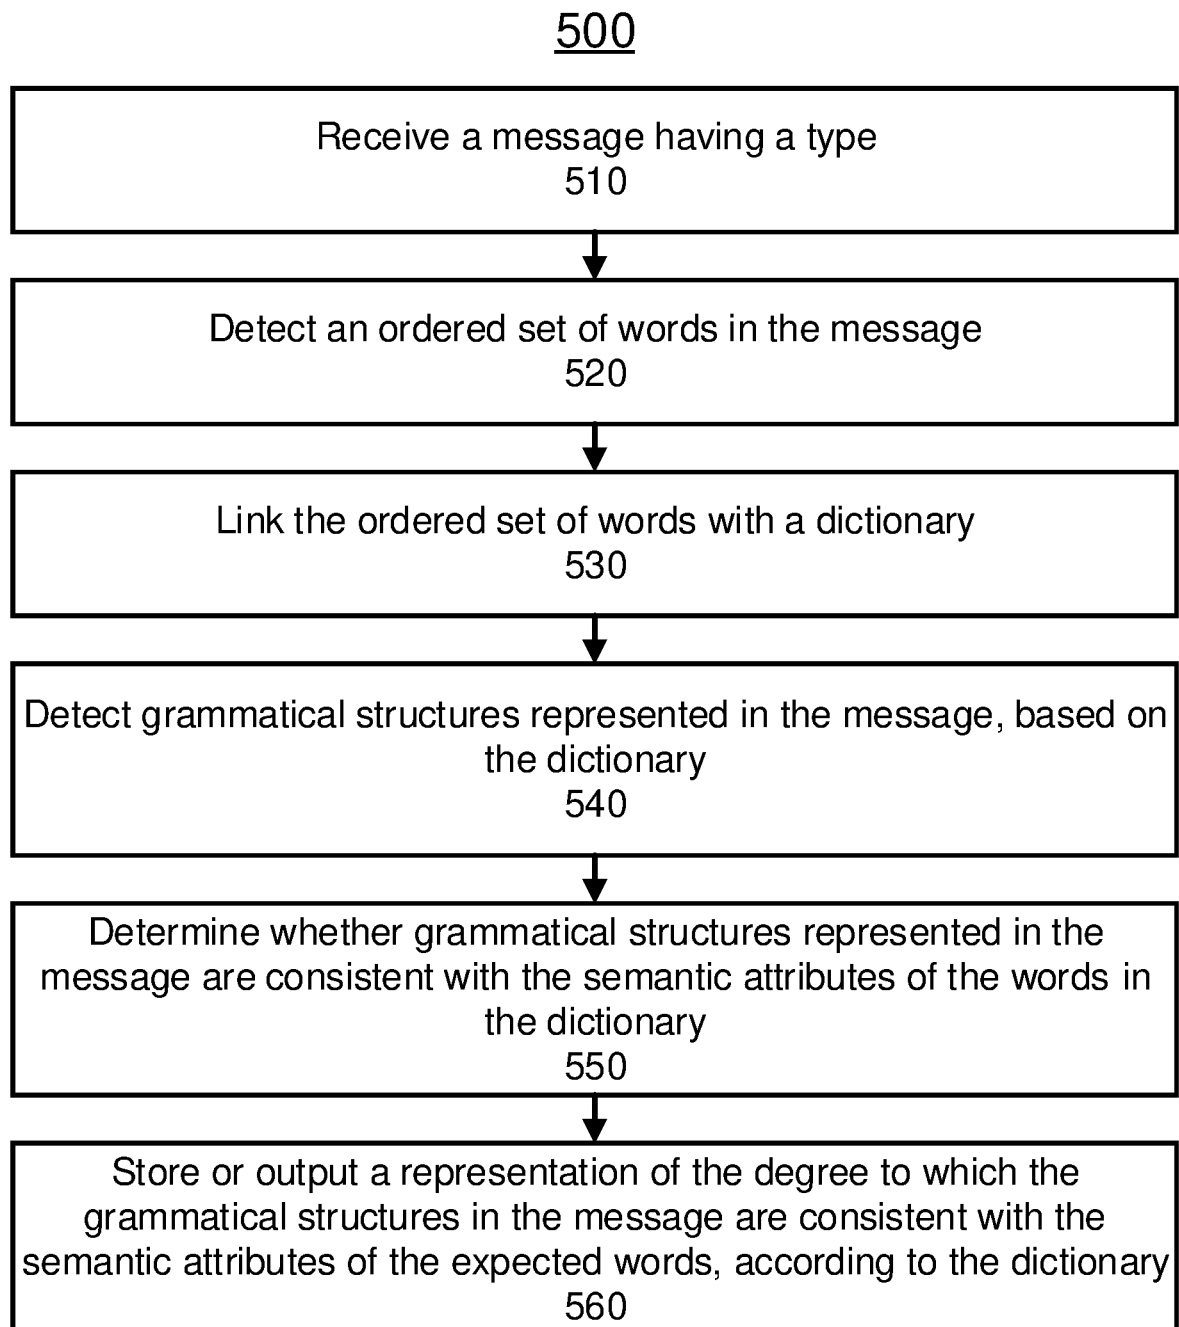 500
Receive a message having a type
510
Detect an ordered set of words in the message
520
Link the ordered set of words with a dictionary
530
Detect grammatical structures represented in the message, based on
the dictionary
540
Determine whether grammatical structures represented in the
message are consistent with the semantic attributes of the words in
the dictionary
550
Store or output a representation of the degree to which the
grammatical structures in the message are consistent with the
semantic attributes of the expected words, according to the dictionary
560